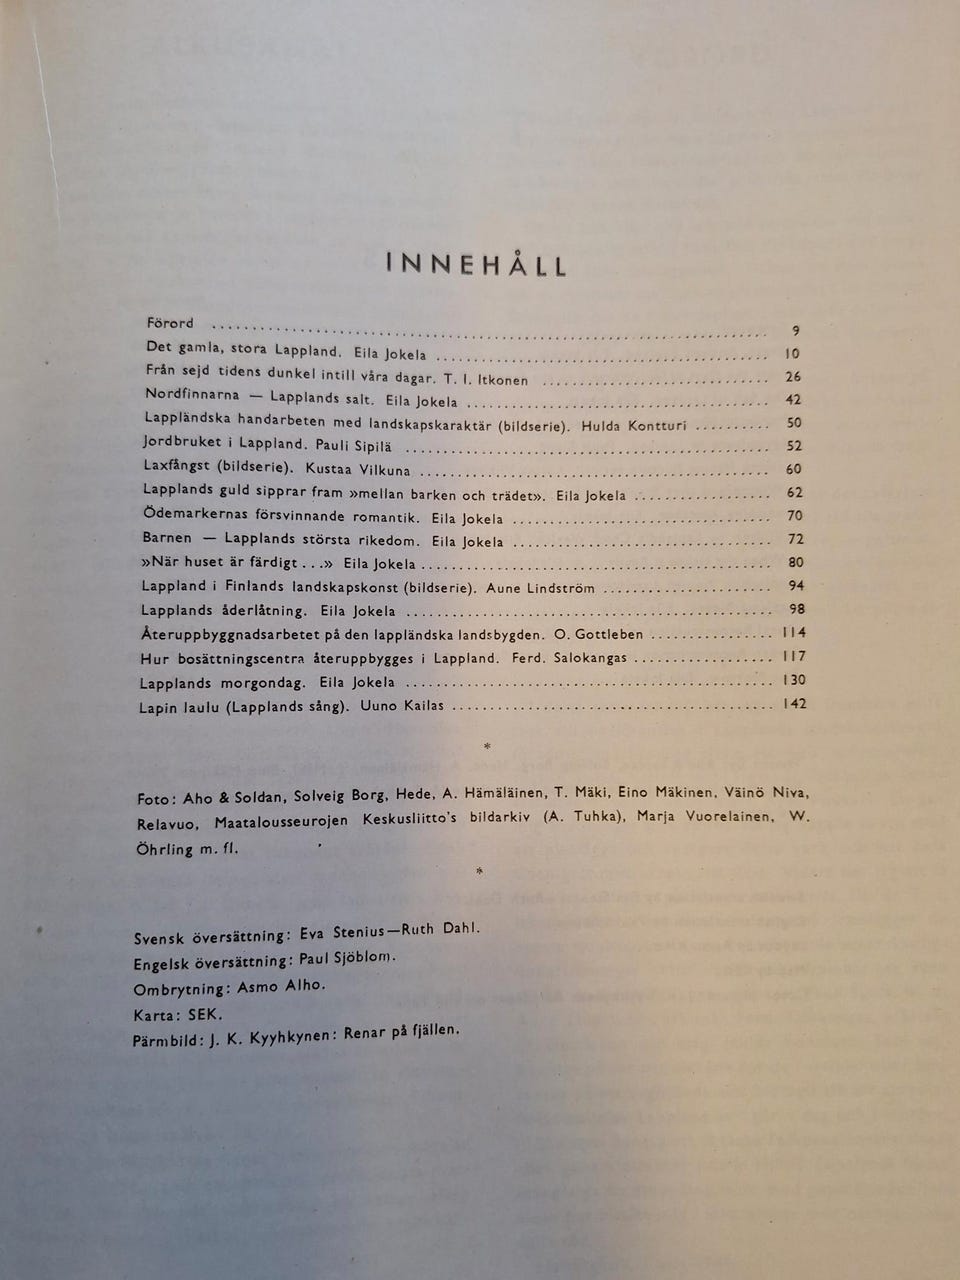 INNEHÅLL
Förord .......... 9
Det gamla, stora Lappland. Eila Jokela .......... 10
Från sejd tidens dunkel intill våra dagar. T. I. Itkonen .......... 26
Nordfinnarna — Lapplands salt. Eila Jokela .......... 42
Lappländska handarbeten med landskapskaraktär (bildserie). Hulda Kontturi .......... 50
Jordbruket i Lappland. Pauli Sipilä .......... 52
Laxfångst (bildserie). Kustaa Vilkuna .......... 60
Lapplands guld sipprar fram »mellan barken och trädet». Eila Jokela .......... 62
Ödemarkernas försvinnande romantik. Eila Jokela .......... 70
Barnen — Lapplands största rikedom. Eila Jokela .......... 72
»När huset är färdigt...» Eila Jokela .......... 80
Lappland i Finlands landskapskonst (bildserie). Aune Lindström .......... 94
Lapplands åderlåtning. Eila Jokela .......... 98
Återuppbyggnadsarbetet på den lappländska landsbygden. O. Gottleben .......... 114
Hur bosättningscentra återuppbygges i Lappland. Ferd. Salokangas .......... 117
Lapplands morgondag. Eila Jokela .......... 130
Lapin laulu (Lapplands sång). Uuno Kailas .......... 142
*
Foto: Aho & Soldan, Solveig Borg, Hede, A. Hämäläinen, T. Mäki, Eino Mäkinen, Väinö Niva,
Relavuo, Maatalousseurojen Keskusliitto's bildarkiv (A. Tuhka), Marja Vuorelainen, W.
Öhrling m. fl.
*
Svensk översättning: Eva Stenius—Ruth Dahl.
Engelsk översättning: Paul Sjöblom.
Ombrytning: Asmo Alho.
Karta: SEK.
Pärmbild: J. K. Kyyhkynen: Renar på fjällen.